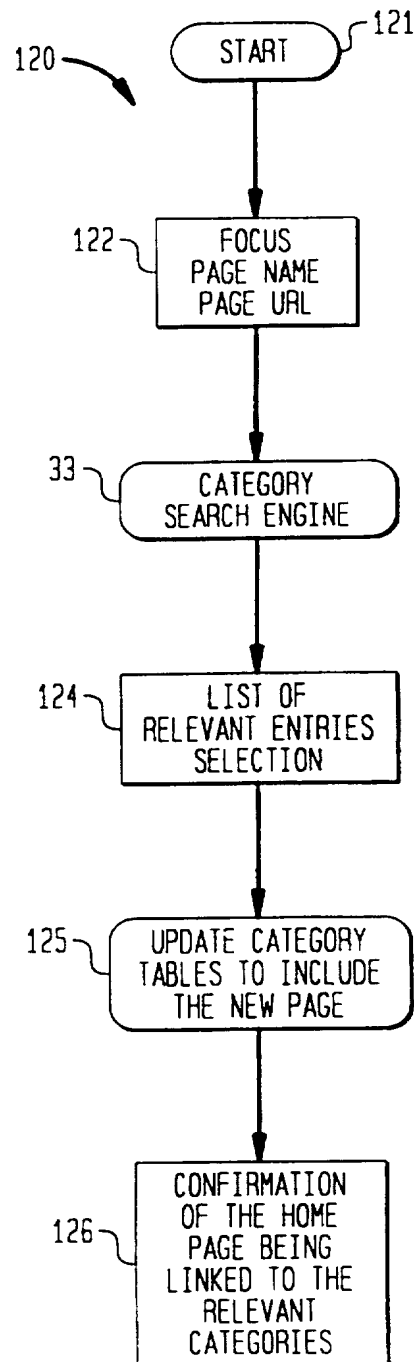 START
121
120
122
FOCUS
PAGE NAME
PAGE URL
33
CATEGORY
SEARCH ENGINE
124
LIST OF
RELEVANT ENTRIES
SELECTION
125
UPDATE CATEGORY
TABLES TO INCLUDE
THE NEW PAGE
126
CONFIRMATION
OF THE HOME
PAGE BEING
LINKED TO THE
RELEVANT
CATEGORIES